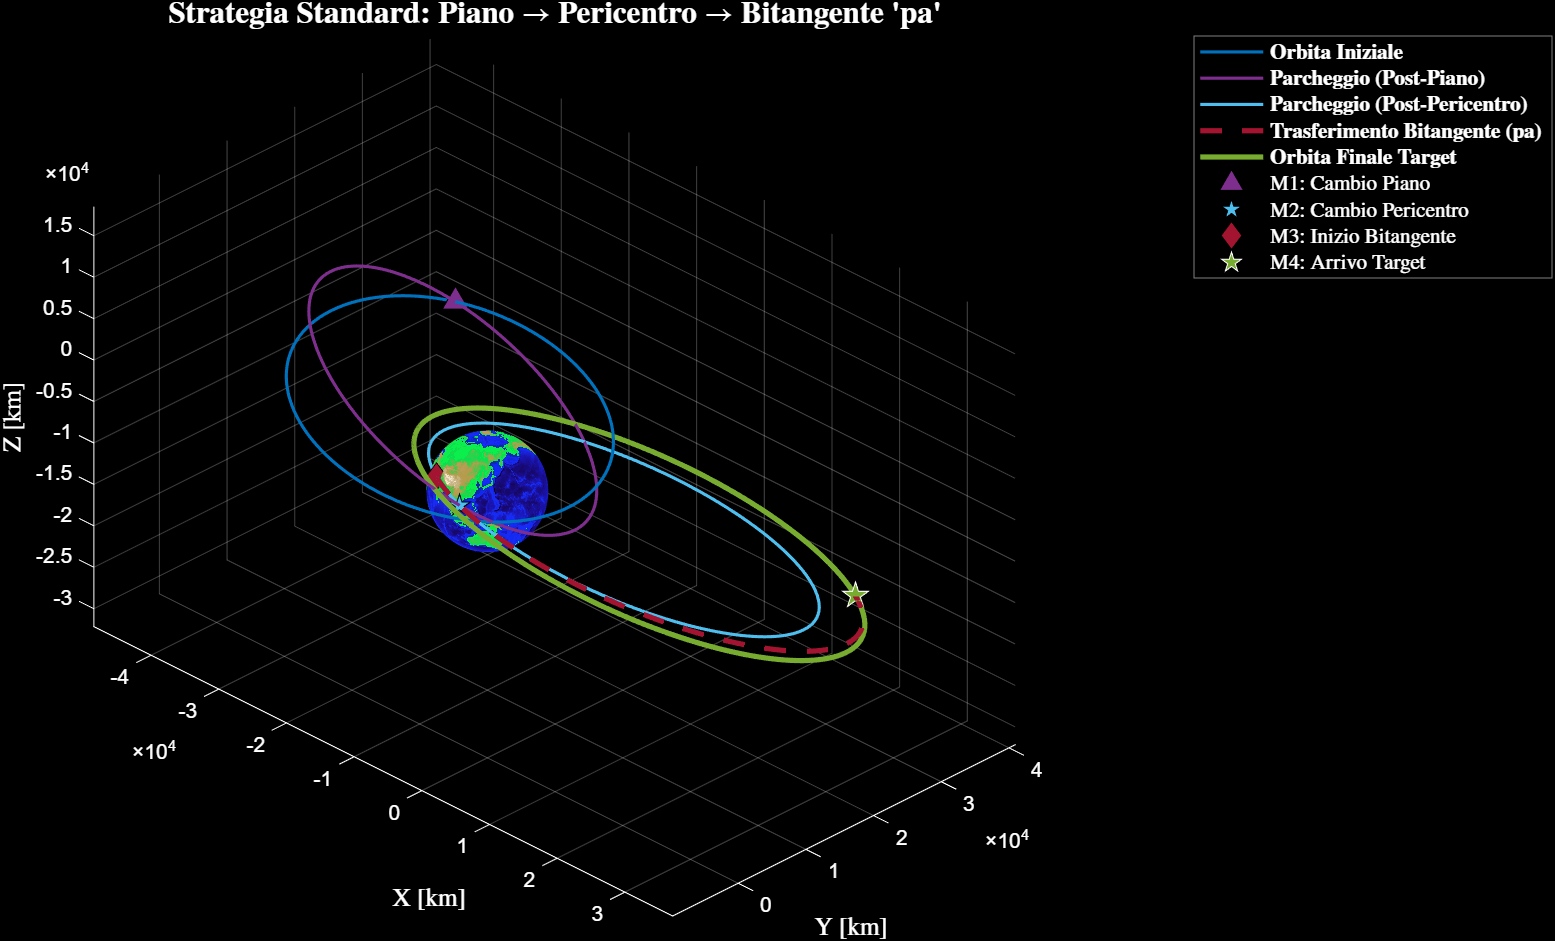 Strategia Standard: Piano → Pericentro → Bitangente 'pa'
Orbita Iniziale
Parcheggio (Post-Piano)
Parcheggio (Post-Pericentro)
Trasferimento Bitangente (pa)
Orbita Finale Target
M1: Cambio Piano
M2: Cambio Pericentro
M3: Inizio Bitangente
M4: Arrivo Target
×10⁴
1.5
1
0.5
0
-0.5
-1
-1.5
-2
-2.5
-3
Z [km]
-4
-3
-2
-1
0
1
2
3
×10⁴
X [km]
0
1
2
3
4
×10⁴
Y [km]